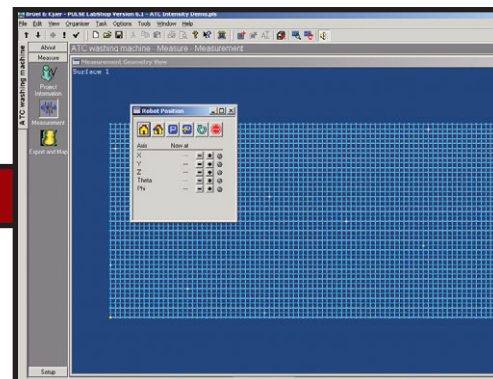 Brüel & Kjær - PULSE LabShop Version 6.1 - ATC Intensity Demo.pls
File Edit View Organiser Task Options Tools Window Help
ATC washing machine
About
Measure
Project Information
Measurement
Export and Map
Setup
ATC washing machine - Measure - Measurement
Measurement Geometry View
Surface 1
Robot Position
Axis Now at
X
Y
Z
Theta
Phi